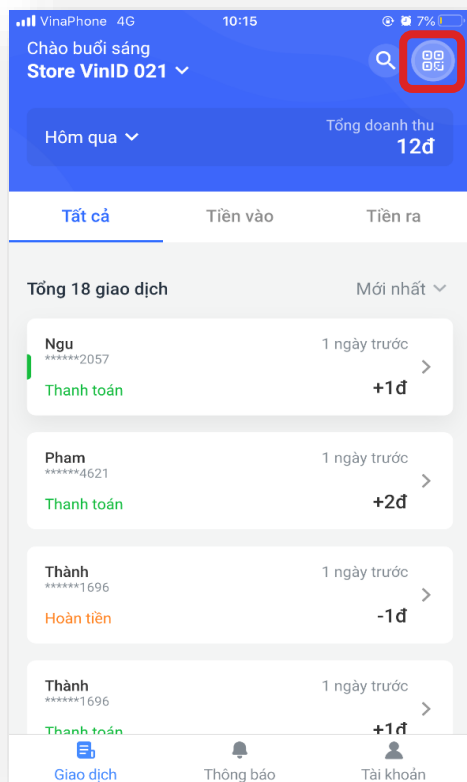 VinaPhone 4G 10:15 7%
Chào buổi sáng
Store VinID 021
Hôm qua
Tổng doanh thu
12đ
Tất cả Tiền vào Tiền ra
Tổng 18 giao dịch Mới nhất
Ngu 1 ngày trước
******2057
Thanh toán +1đ
Pham 1 ngày trước
******4621
Thanh toán +2đ
Thành 1 ngày trước
******1696
Hoàn tiền -1đ
Thành 1 ngày trước
******1696
Thanh toán +1đ
Giao dịch Thông báo Tài khoản